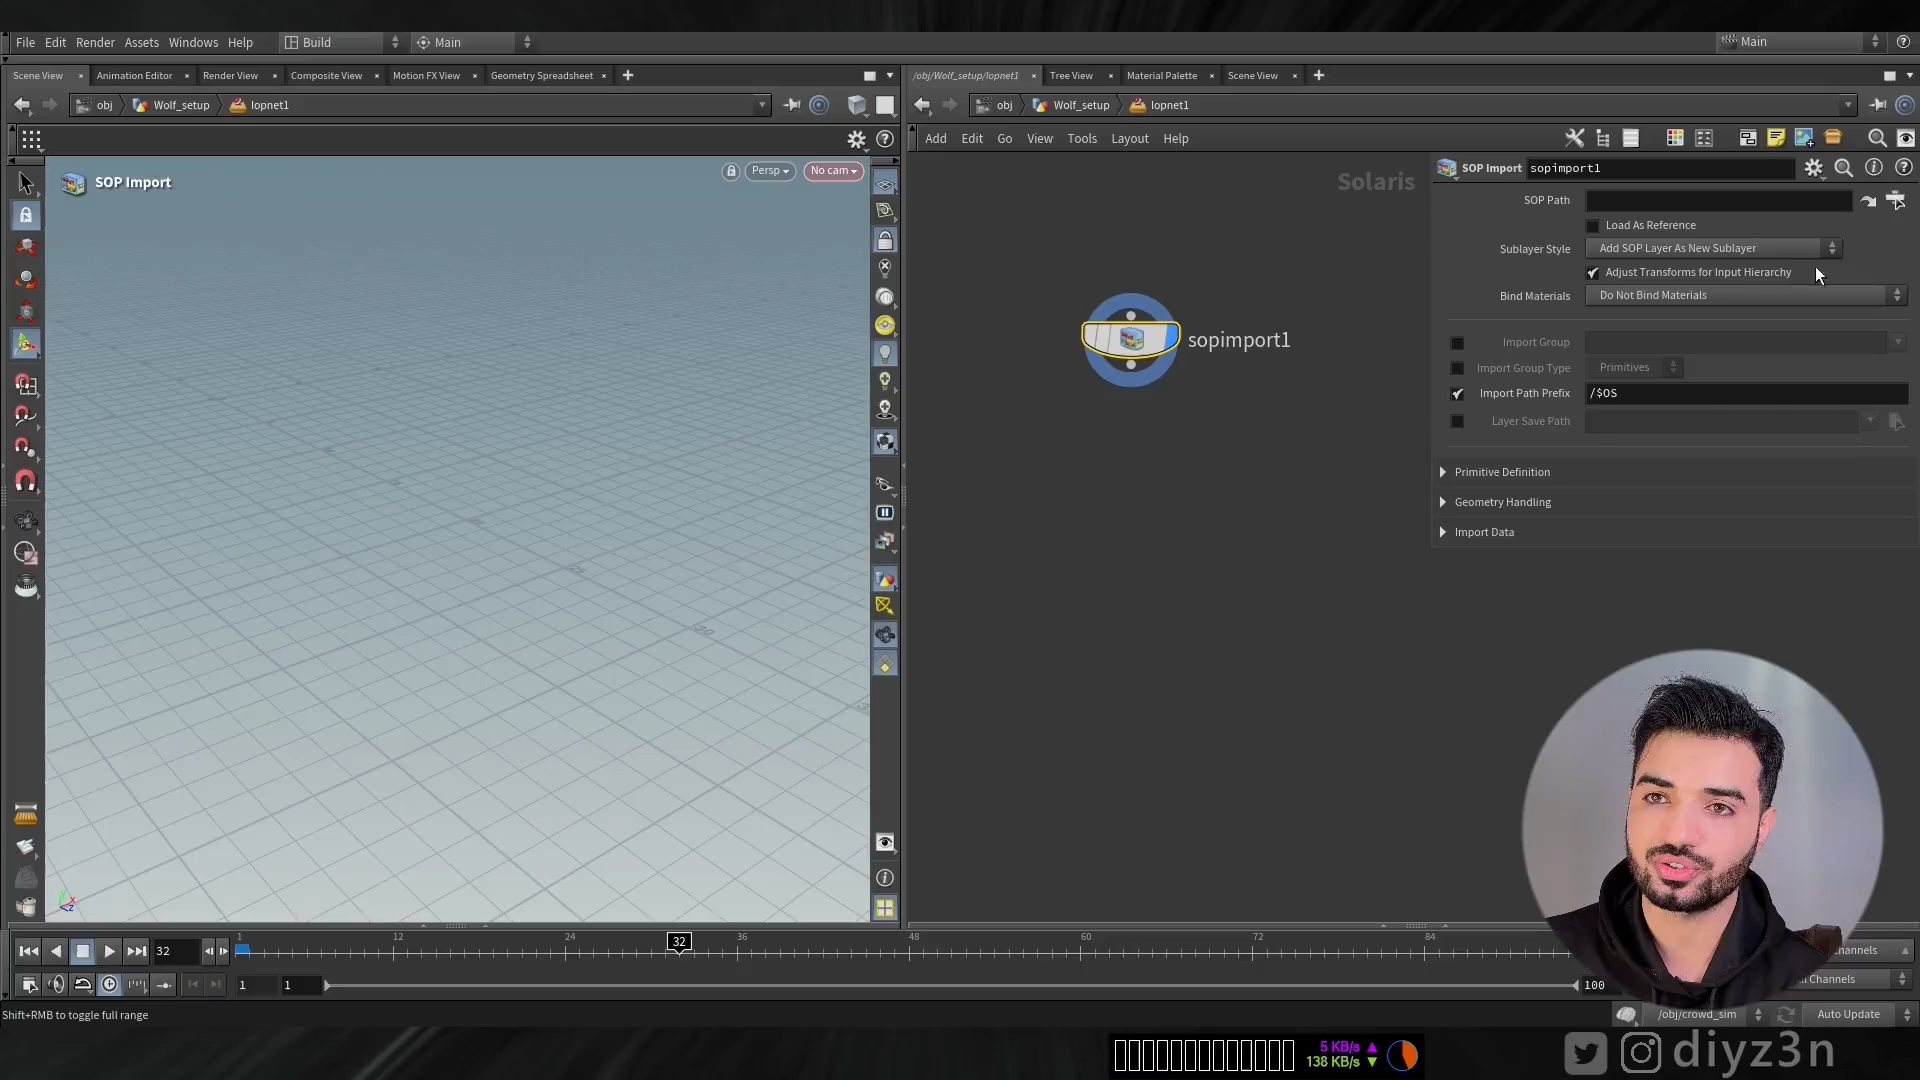 File Edit Render Assets Windows Help Build Main Main
Scene View Animation Editor Render View Composite View Motion FX View Geometry Spreadsheet
/obj/Wolf_setup/lopnet1 Tree View Material Palette Scene View
obj Wolf_setup lopnet1
obj Wolf_setup lopnet1
Add Edit Go View Tools Layout Help
SOP Import
Persp No cam
Solaris
SOP Import sopimport1
SOP Path
Load As Reference
Sublayer Style Add SOP Layer As New Sublayer
Adjust Transforms for Input Hierarchy
Bind Materials Do Not Bind Materials
sopimport1
Import Group
Import Group Type Primitives
Import Path Prefix /$OS
Layer Save Path
Primitive Definition
Geometry Handling
Import Data
32 1 12 24 32 36 48 60 72 84
1 1 100
Channels
Shift+RMB to toggle full range
/obj/crowd_sim Auto Update
5 KB/s
138 KB/s
diyz3n